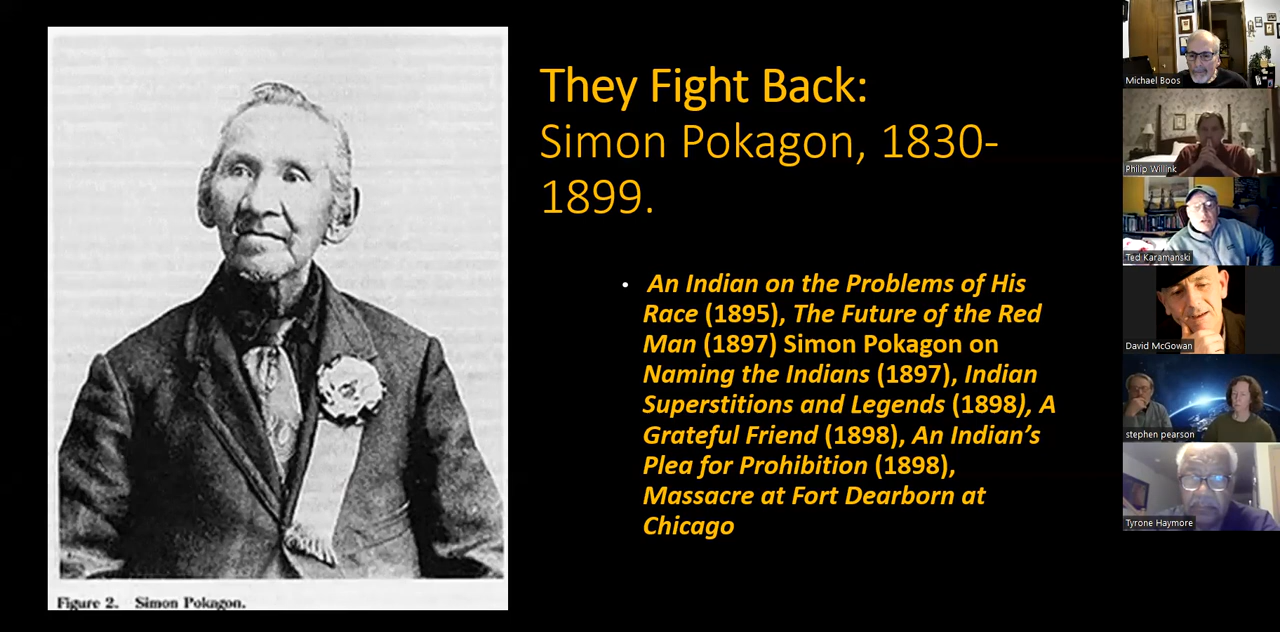 They Fight Back:
Simon Pokagon, 1830-
1899.
• An Indian on the Problems of His
Race (1895), The Future of the Red
Man (1897) Simon Pokagon on
Naming the Indians (1897), Indian
Superstitions and Legends (1898), A
Grateful Friend (1898), An Indian’s
Plea for Prohibition (1898),
Massacre at Fort Dearborn at
Chicago
Figure 2. Simon Pokagon.
Michael Boos
Philip Willink
Ted Karamanski
David McGowan
stephen pearson
Tyrone Haymore